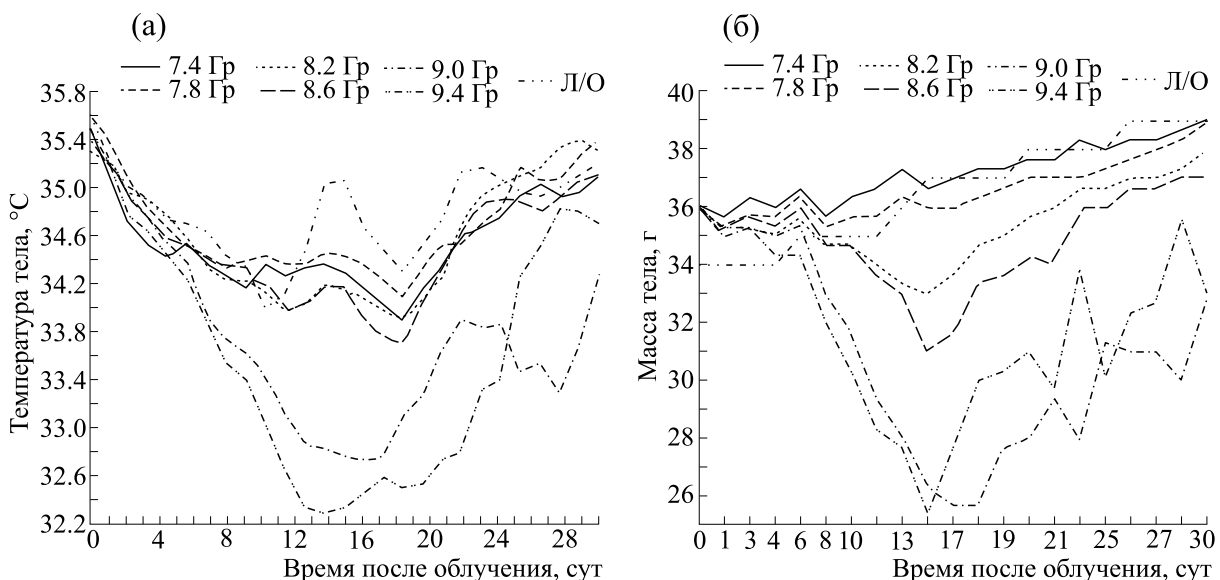 (а)
7.4 Гр 8.2 Гр 9.0 Гр Л/О
7.8 Гр 8.6 Гр 9.4 Гр
35.8
35.4
35.0
34.6
34.2
33.8
33.4
33.0
32.6
32.2
Температура тела, °C
0 4 8 12 16 20 24 28
Время после облучения, сут
(б)
7.4 Гр 8.2 Гр 9.0 Гр Л/О
7.8 Гр 8.6 Гр 9.4 Гр
40
38
36
34
32
30
28
26
Масса тела, г
0 1 3 4 6 8 10 13 17 20 21 25 27 30
Время после облучения, сут